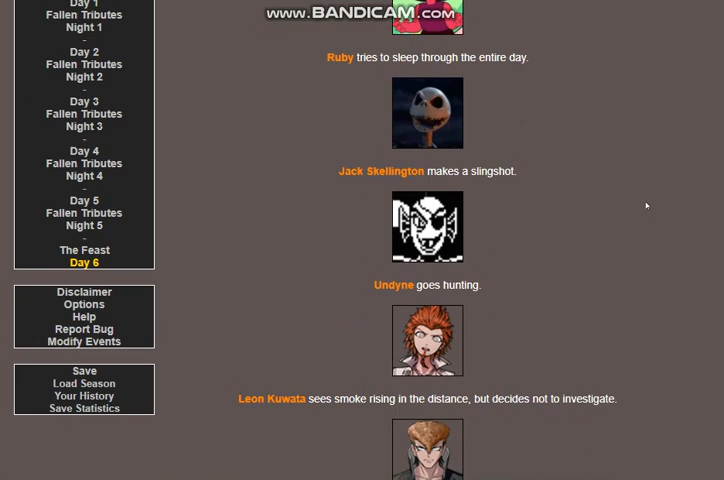 www.BANDICAM.com
Day 1
Fallen Tributes
Night 1
-
Day 2
Fallen Tributes
Night 2
-
Day 3
Fallen Tributes
Night 3
-
Day 4
Fallen Tributes
Night 4
-
Day 5
Fallen Tributes
Night 5
-
The Feast
Day 6
Disclaimer
Options
Help
Report Bug
Modify Events
Save
Load Season
Your History
Save Statistics
Ruby tries to sleep through the entire day.
Jack Skellington makes a slingshot.
Undyne goes hunting.
Leon Kuwata sees smoke rising in the distance, but decides not to investigate.